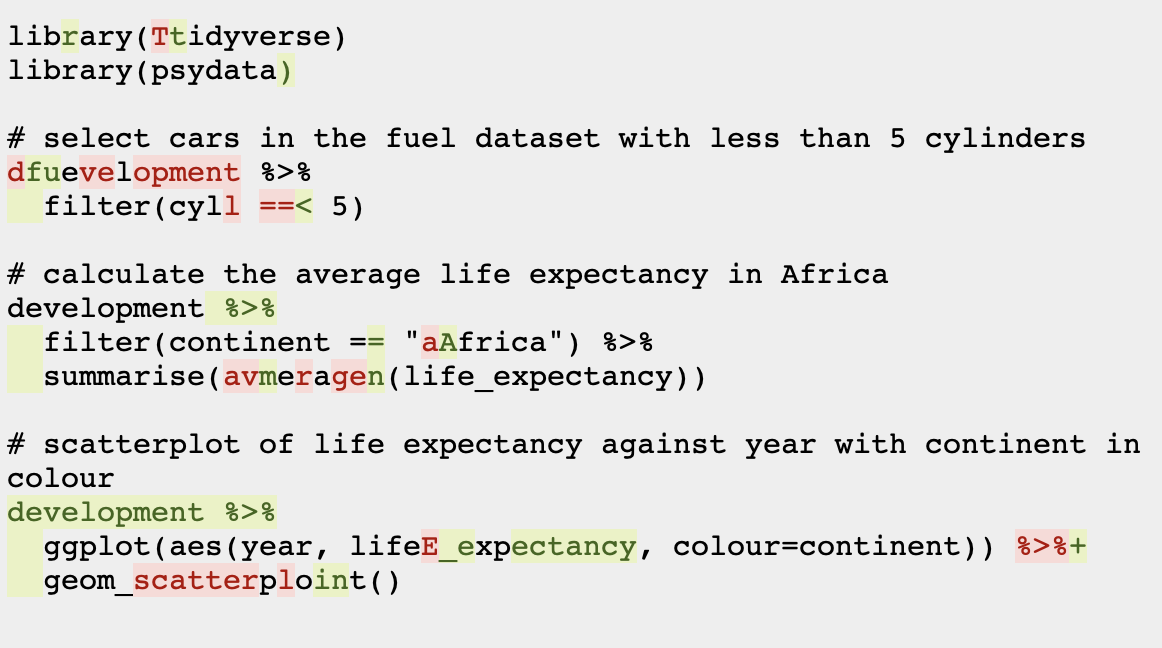 library(Ttidyverse)
library(psydata)
# select cars in the fuel dataset with less than 5 cylinders
dfuevelopment %>%
  filter(cyll ==< 5)
# calculate the average life expectancy in Africa
development %>%
  filter(continent == "aAfrica") %>%
  summarise(avmeragen(life_expectancy))
# scatterplot of life expectancy against year with continent in
colour
development %>%
  ggplot(aes(year, lifeE_expectancy, colour=continent)) %>%+
  geom_scatterplointt()